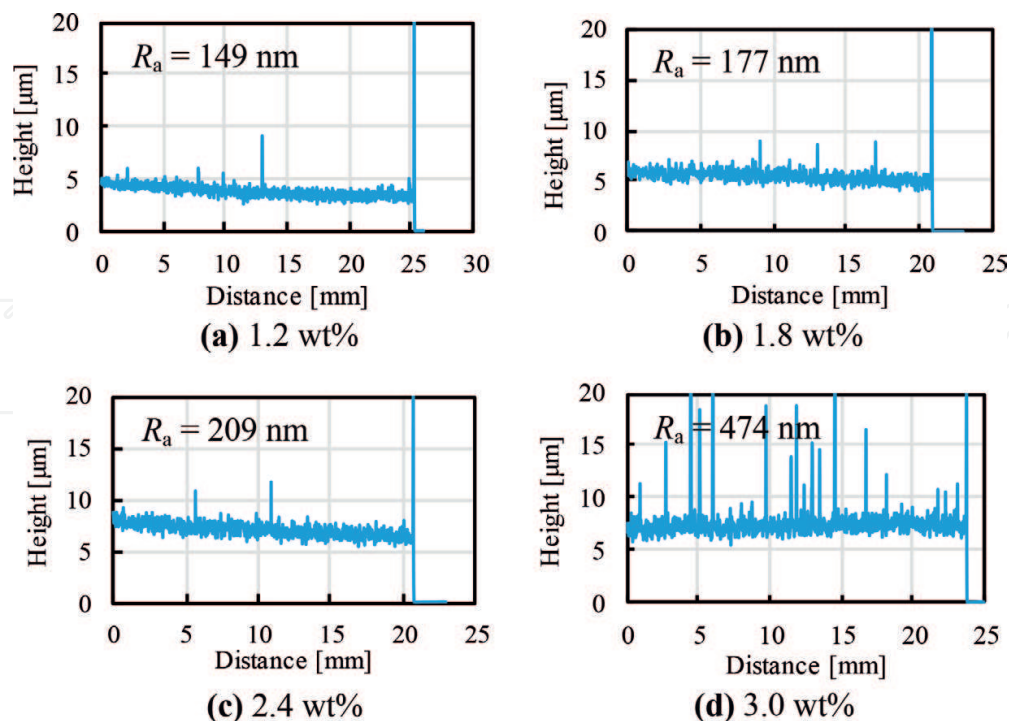 20
15
10
5
0
Height [μm]
Rₐ = 149 nm
0 5 10 15 20 25 30
Distance [mm]
(a) 1.2 wt%
20
15
10
5
0
Height [μm]
Rₐ = 177 nm
0 5 10 15 20 25
Distance [mm]
(b) 1.8 wt%
20
15
10
5
0
Height [μm]
Rₐ = 209 nm
0 5 10 15 20 25
Distance [mm]
(c) 2.4 wt%
20
15
10
5
0
Height [μm]
Rₐ = 474 nm
0 5 10 15 20 25
Distance [mm]
(d) 3.0 wt%